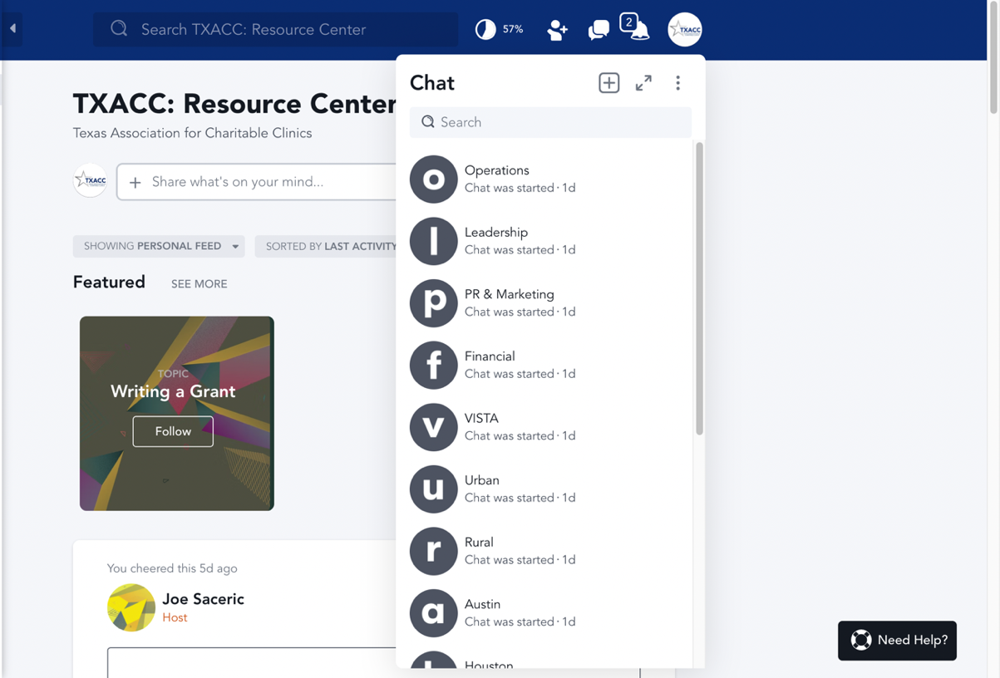 Search TXACC: Resource Center
57%
2
TXACC
TXACC: Resource Center
Texas Association for Charitable Clinics
TXACC
+ Share what's on your mind...
SHOWING PERSONAL FEED
SORTED BY LAST ACTIVITY
Featured
SEE MORE
TOPIC
Writing a Grant
Follow
You cheered this 5d ago
Joe Saceric
Host
Chat
Search
o
Operations
Chat was started · 1d
l
Leadership
Chat was started · 1d
p
PR & Marketing
Chat was started · 1d
f
Financial
Chat was started · 1d
v
VISTA
Chat was started · 1d
u
Urban
Chat was started · 1d
r
Rural
Chat was started · 1d
a
Austin
Chat was started · 1d
h
Houston
Need Help?